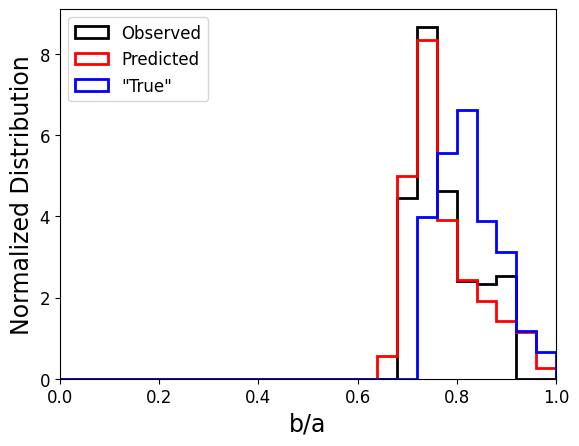 Observed
Predicted
"True"
Normalized Distribution
8
6
4
2
0
0.0 0.2 0.4 0.6 0.8 1.0
b/a